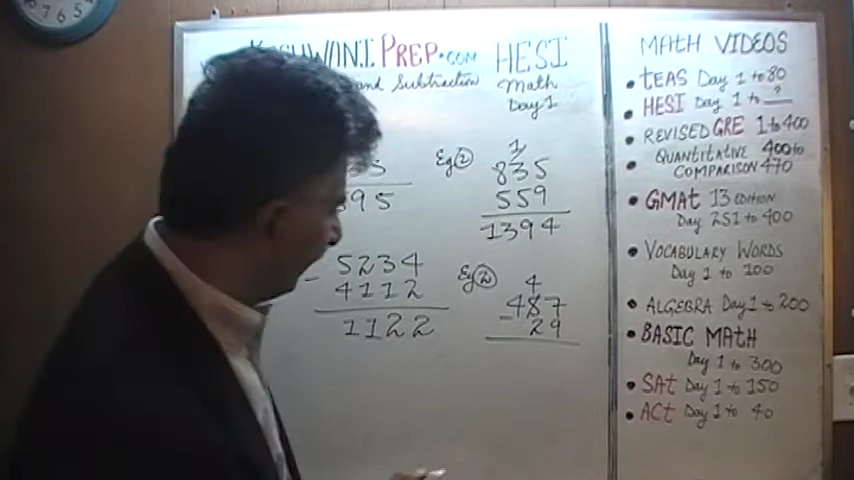 PREP.COM
and Subtraction
HESI
Math
Day 1
95
5234
- 4112
1122
Eg 2
1
835
559
1394
Eg 2
4
487
- 29
MATH VIDEOS
• TEAS Day 1 to 80
• HESI Day 1 to ?
• REVISED GRE 1 to 400
• QUANTITATIVE 400 to
COMPARISON 470
• GMAT 13 EDITION
Day 251 to 400
• VOCABULARY WORDS
Day 1 to 100
• ALGEBRA Day 1 to 200
• BASIC MATH
Day 1 to 300
• SAT Day 1 to 150
• ACT Day 1 to 40
7 6 5